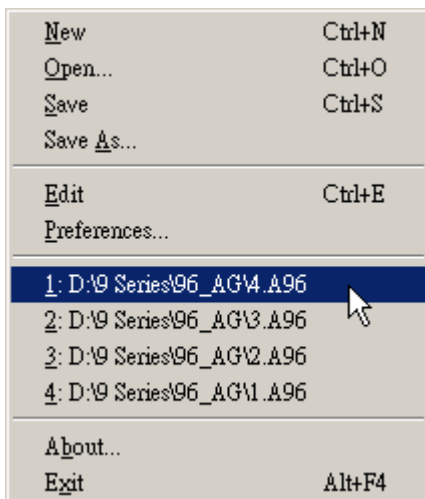 New Ctrl+N
Open... Ctrl+O
Save Ctrl+S
Save As...
Edit Ctrl+E
Preferences...
1: D:\9 Series\96_AG\4.A96
2: D:\9 Series\96_AG\3.A96
3: D:\9 Series\96_AG\2.A96
4: D:\9 Series\96_AG\1.A96
About...
Exit Alt+F4